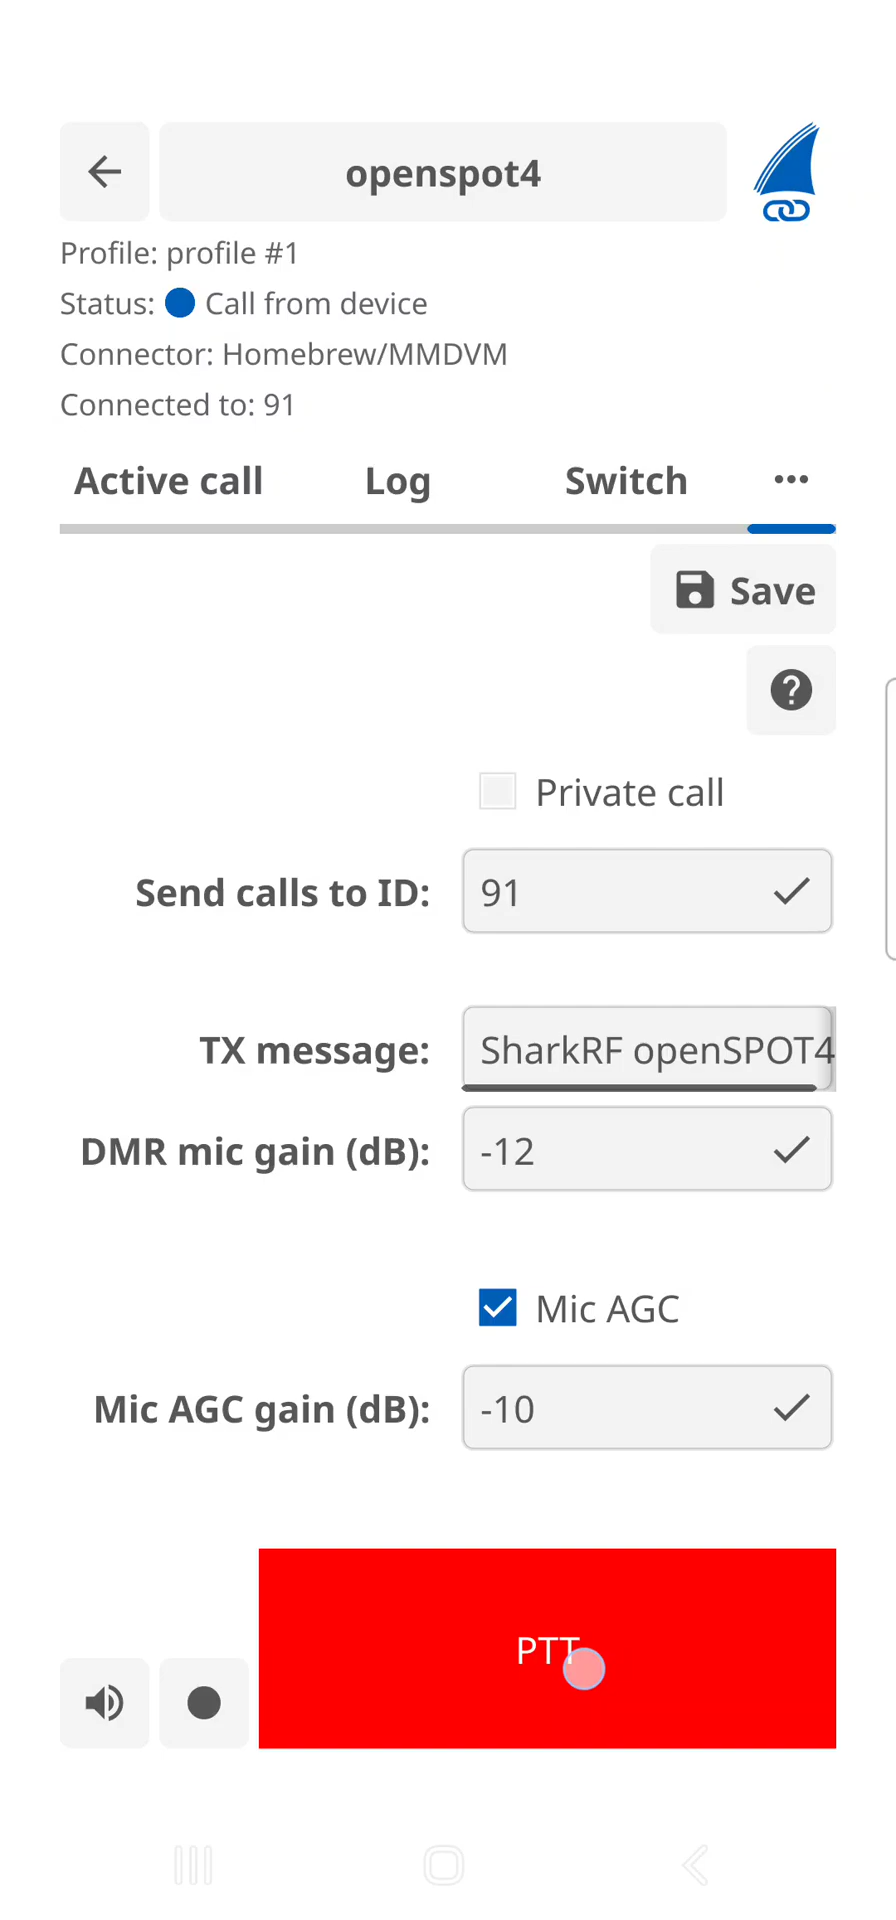 openspot4
Profile: profile #1
Status: Call from device
Connector: Homebrew/MMDVM
Connected to: 91
Active call Log Switch ...
Save
Private call
Send calls to ID: 91
TX message: SharkRF openSPOT4
DMR mic gain (dB): -12
Mic AGC
Mic AGC gain (dB): -10
PTT